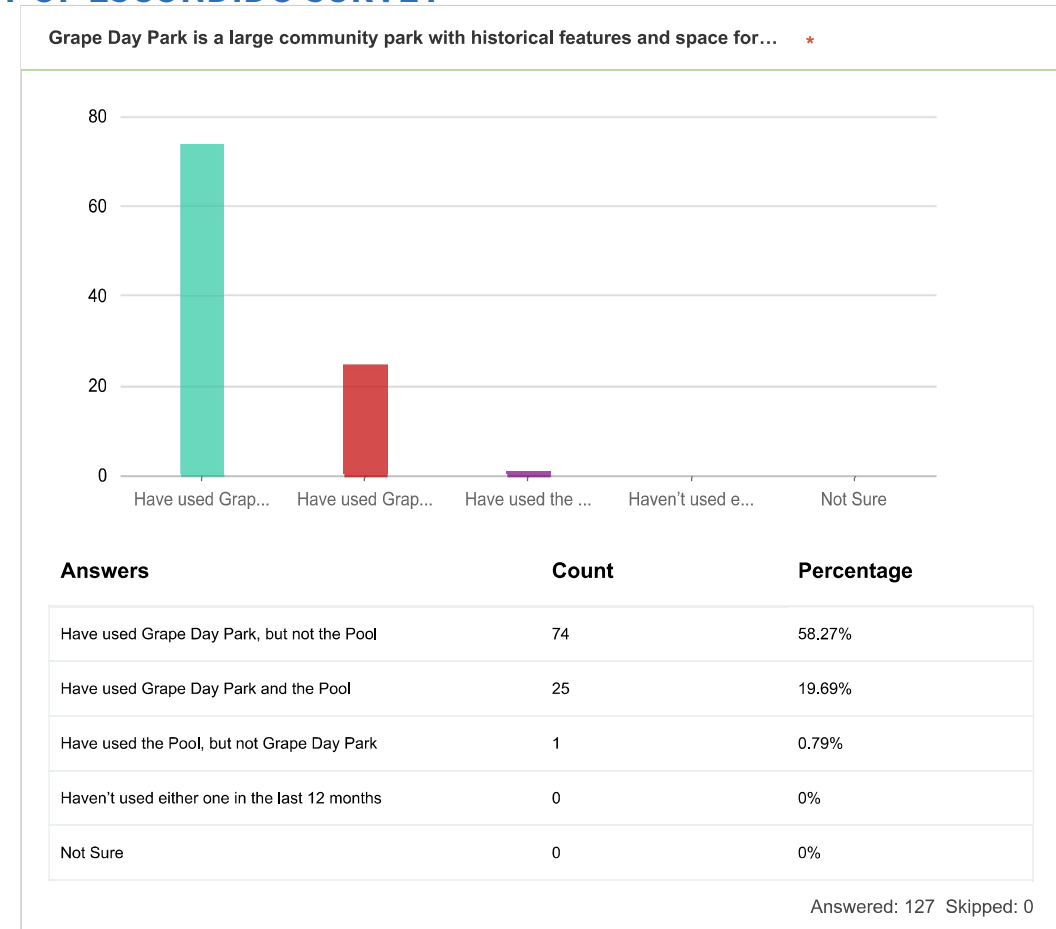 Grape Day Park is a large community park with historical features and space for… *
80
60
40
20
0
Have used Grap... Have used Grap... Have used the ... Haven't used e... Not Sure
Answers Count Percentage
Have used Grape Day Park, but not the Pool 74 58.27%
Have used Grape Day Park and the Pool 25 19.69%
Have used the Pool, but not Grape Day Park 1 0.79%
Haven't used either one in the last 12 months 0 0%
Not Sure 0 0%
Answered: 127 Skipped: 0